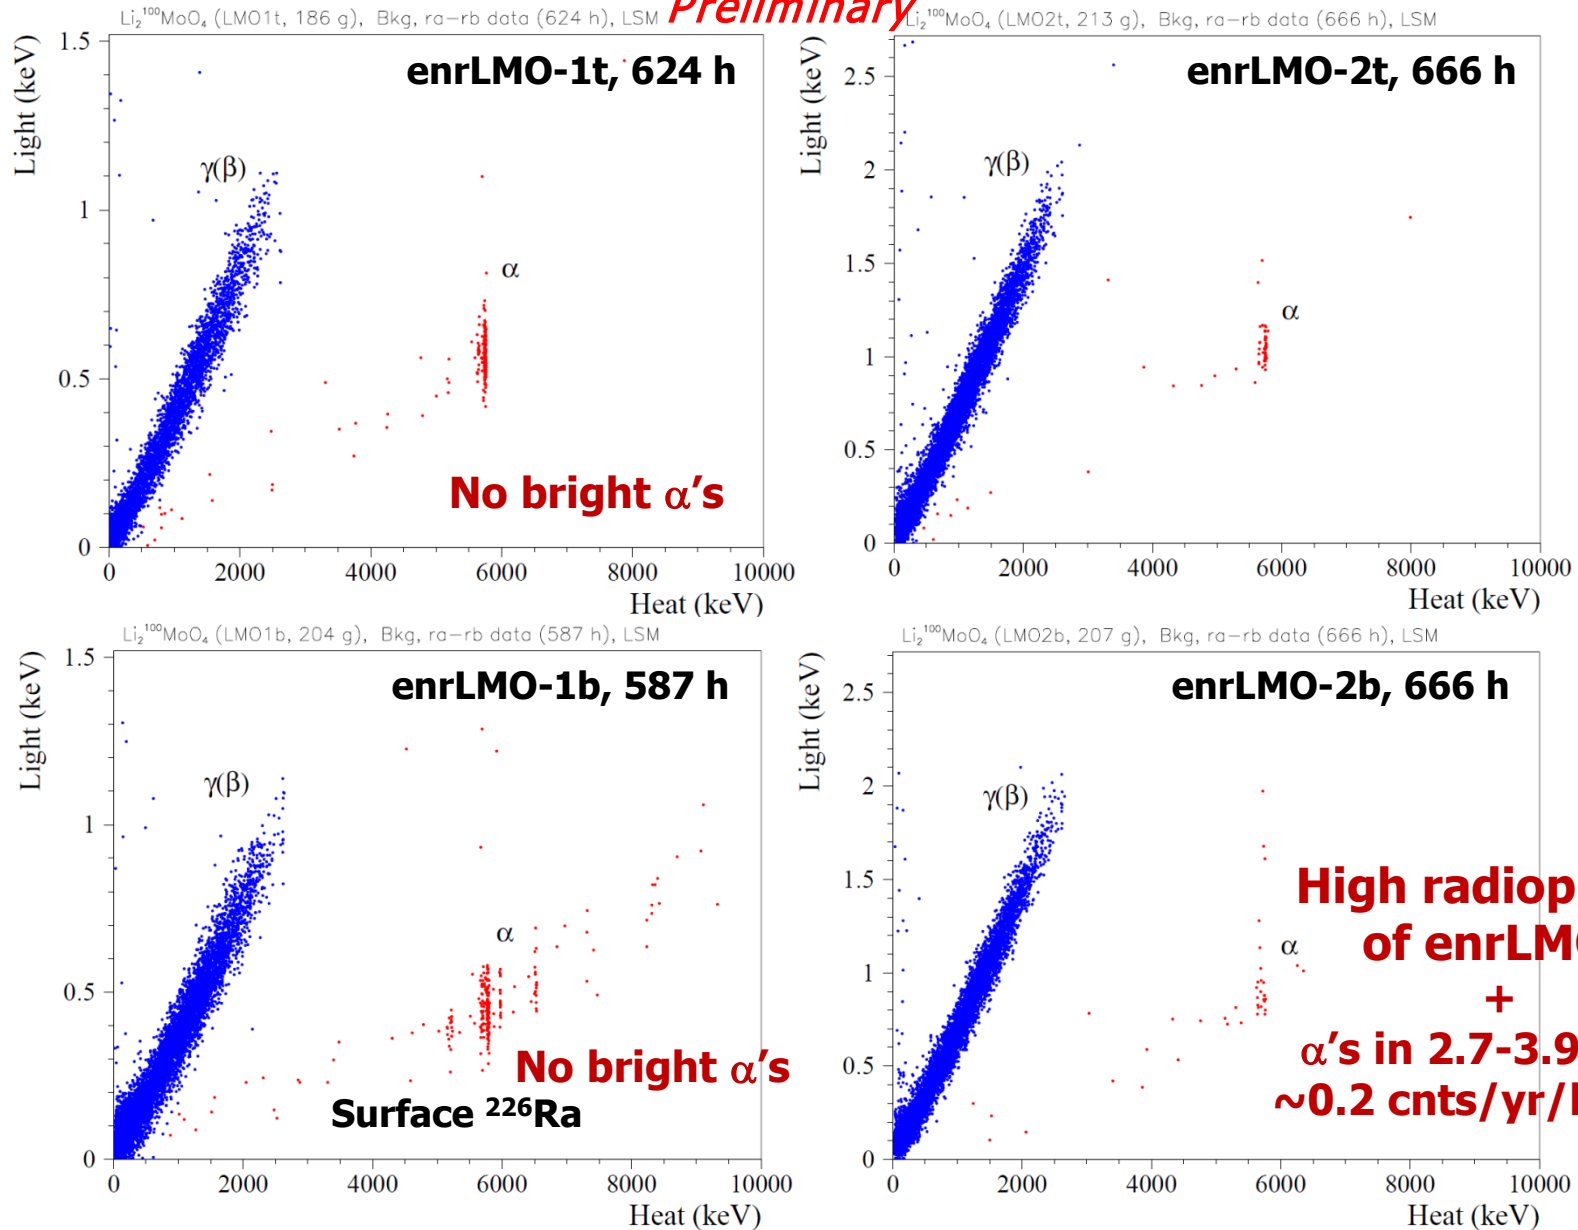 Preliminary
Li₂¹⁰⁰MoO₄ (LMO1t, 186 g), Bkg, ra−rb data (624 h), LSM
enrLMO-1t, 624 h
Light (keV)
1.5
1
0.5
0
γ(β)
α
No bright α's
0 2000 4000 6000 8000 10000
Heat (keV)
Li₂¹⁰⁰MoO₄ (LMO2t, 213 g), Bkg, ra−rb data (666 h), LSM
enrLMO-2t, 666 h
Light (keV)
2.5
2
1.5
1
0.5
0
γ(β)
α
0 2000 4000 6000 8000 10000
Heat (keV)
Li₂¹⁰⁰MoO₄ (LMO1b, 204 g), Bkg, ra−rb data (587 h), LSM
enrLMO-1b, 587 h
Light (keV)
1.5
1
0.5
0
γ(β)
α
No bright α's
Surface ²²⁶Ra
0 2000 4000 6000 8000 10000
Heat (keV)
Li₂¹⁰⁰MoO₄ (LMO2b, 207 g), Bkg, ra−rb data (666 h), LSM
enrLMO-2b, 666 h
Light (keV)
2.5
2
1.5
1
0.5
0
γ(β)
α
High radiop
of enrLM
+
α's in 2.7-3.9
~0.2 cnts/yr/
0 2000 4000 6000 8000 10000
Heat (keV)